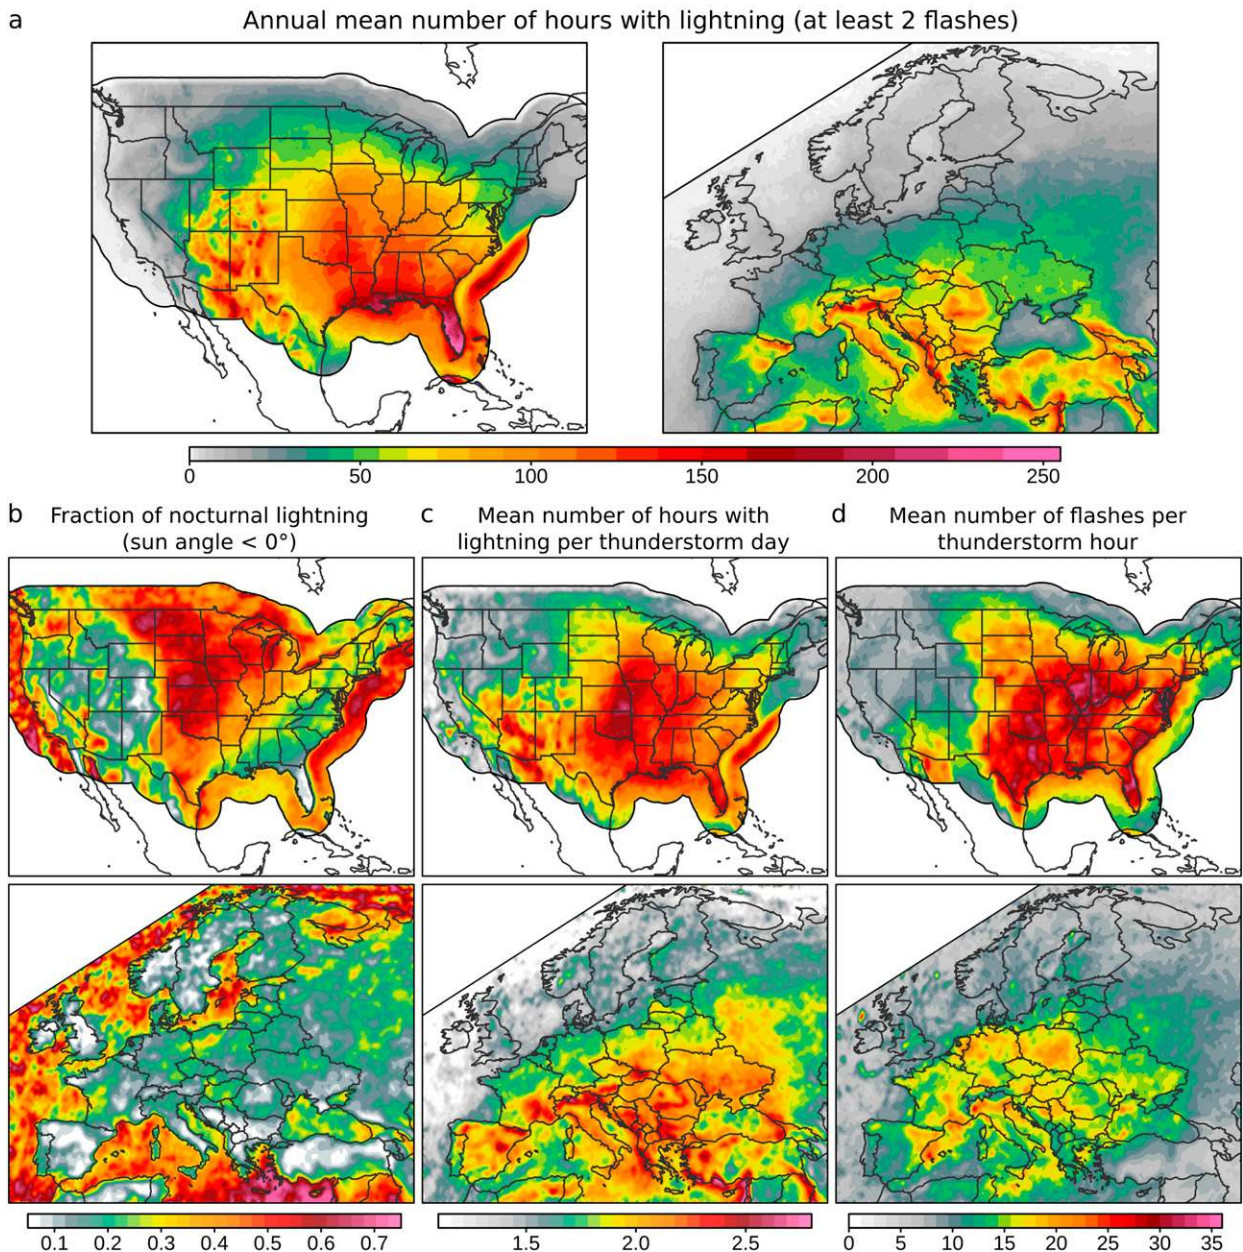 a
Annual mean number of hours with lightning (at least 2 flashes)
0 50 100 150 200 250
b Fraction of nocturnal lightning
(sun angle < 0°)
c Mean number of hours with
lightning per thunderstorm day
d Mean number of flashes per
thunderstorm hour
0.1 0.2 0.3 0.4 0.5 0.6 0.7
1.5 2.0 2.5
0 5 10 15 20 25 30 35